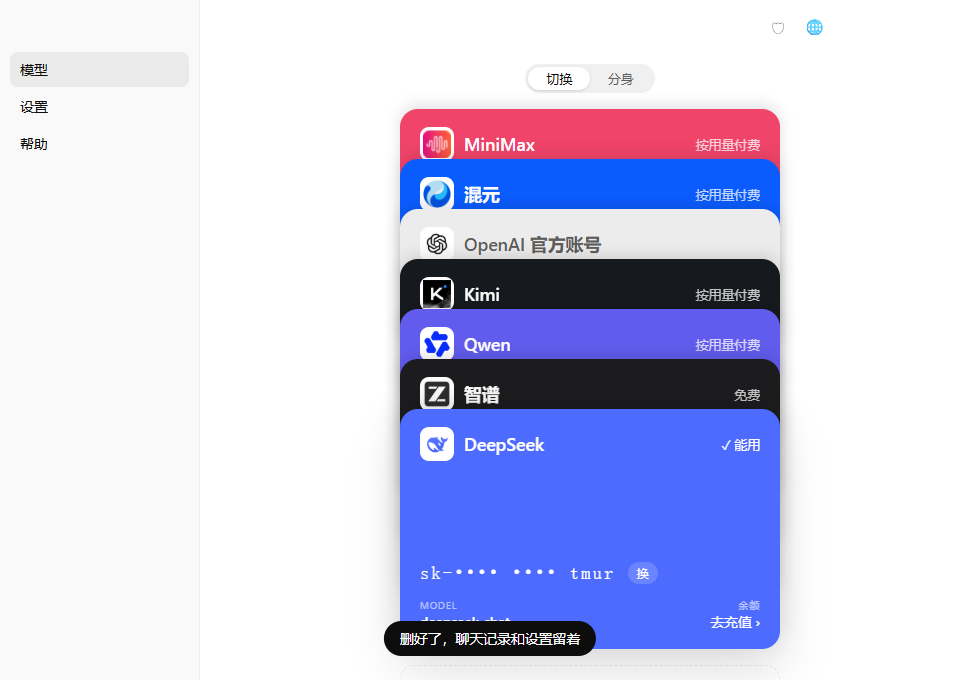 模型
设置
帮助
切换
分身
MiniMax
按用量付费
混元
按用量付费
OpenAI 官方账号
Kimi
按用量付费
Qwen
按用量付费
智谱
免费
DeepSeek
✓ 能用
sk-•••• •••• tmur
换
MODEL
余额
去充值 ›
删好了，聊天记录和设置留着